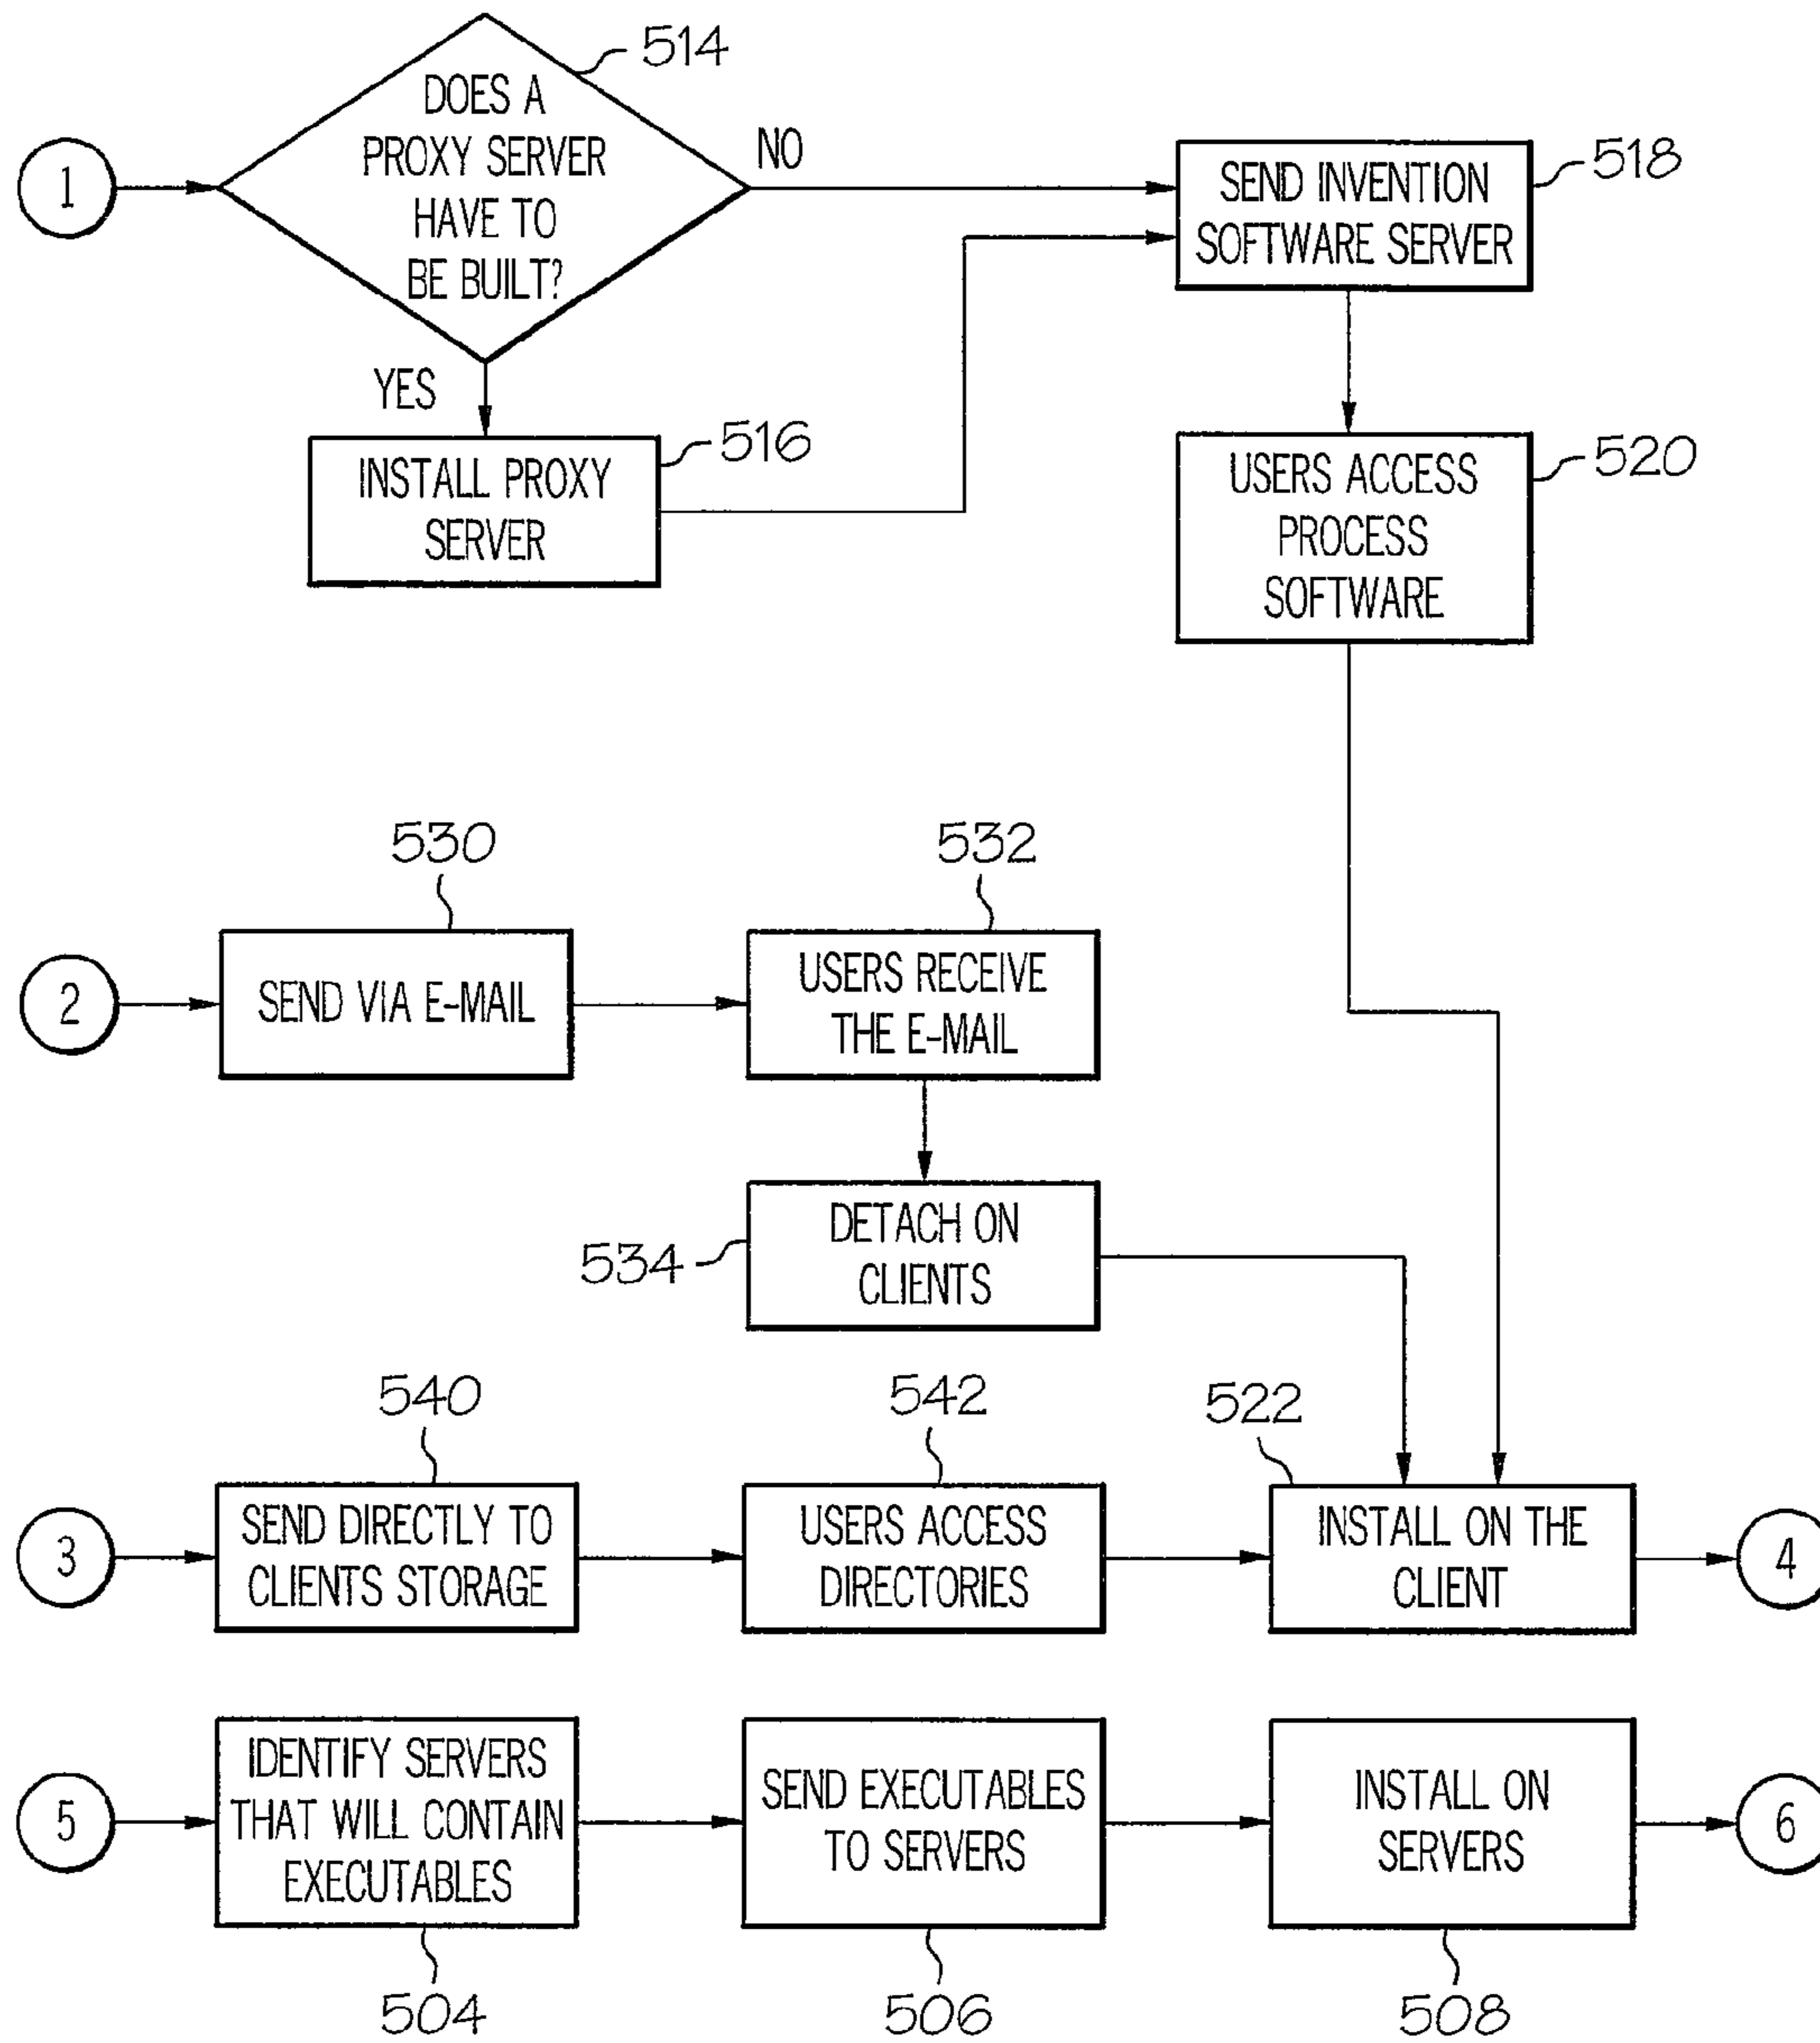 514
DOES A
PROXY SERVER
HAVE TO
BE BUILT?
1
NO
SEND INVENTION
SOFTWARE SERVER
518
YES
INSTALL PROXY
SERVER
516
USERS ACCESS
PROCESS
SOFTWARE
520
530
532
2
SEND VIA E-MAIL
USERS RECEIVE
THE E-MAIL
DETACH ON
CLIENTS
534
540
542
522
3
SEND DIRECTLY TO
CLIENTS STORAGE
USERS ACCESS
DIRECTORIES
INSTALL ON THE
CLIENT
4
5
IDENTIFY SERVERS
THAT WILL CONTAIN
EXECUTABLES
SEND EXECUTABLES
TO SERVERS
INSTALL ON
SERVERS
6
504
506
508